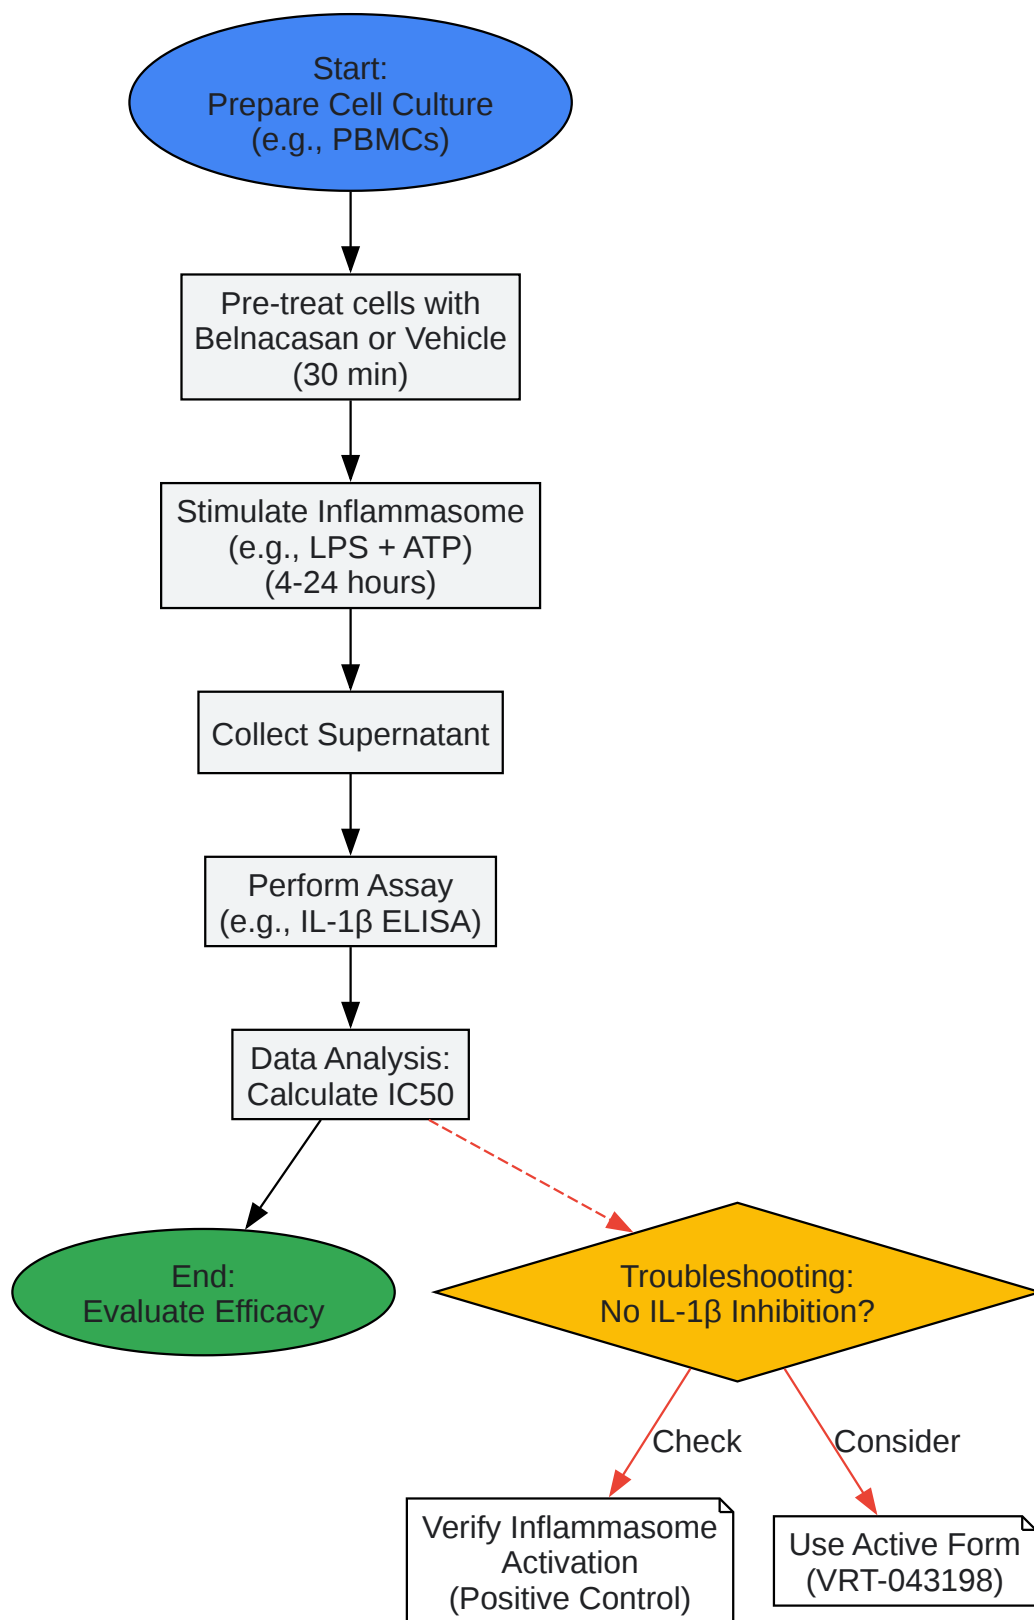 Start:
Prepare Cell Culture
(e.g., PBMCs)
Pre-treat cells with
Belnacasan or Vehicle
(30 min)
Stimulate Inflammasome
(e.g., LPS + ATP)
(4-24 hours)
Collect Supernatant
Perform Assay
(e.g., IL-1β ELISA)
Data Analysis:
Calculate IC50
End:
Evaluate Efficacy
Troubleshooting:
No IL-1β Inhibition?
Check
Consider
Verify Inflammasome
Activation
(Positive Control)
Use Active Form
(VRT-043198)